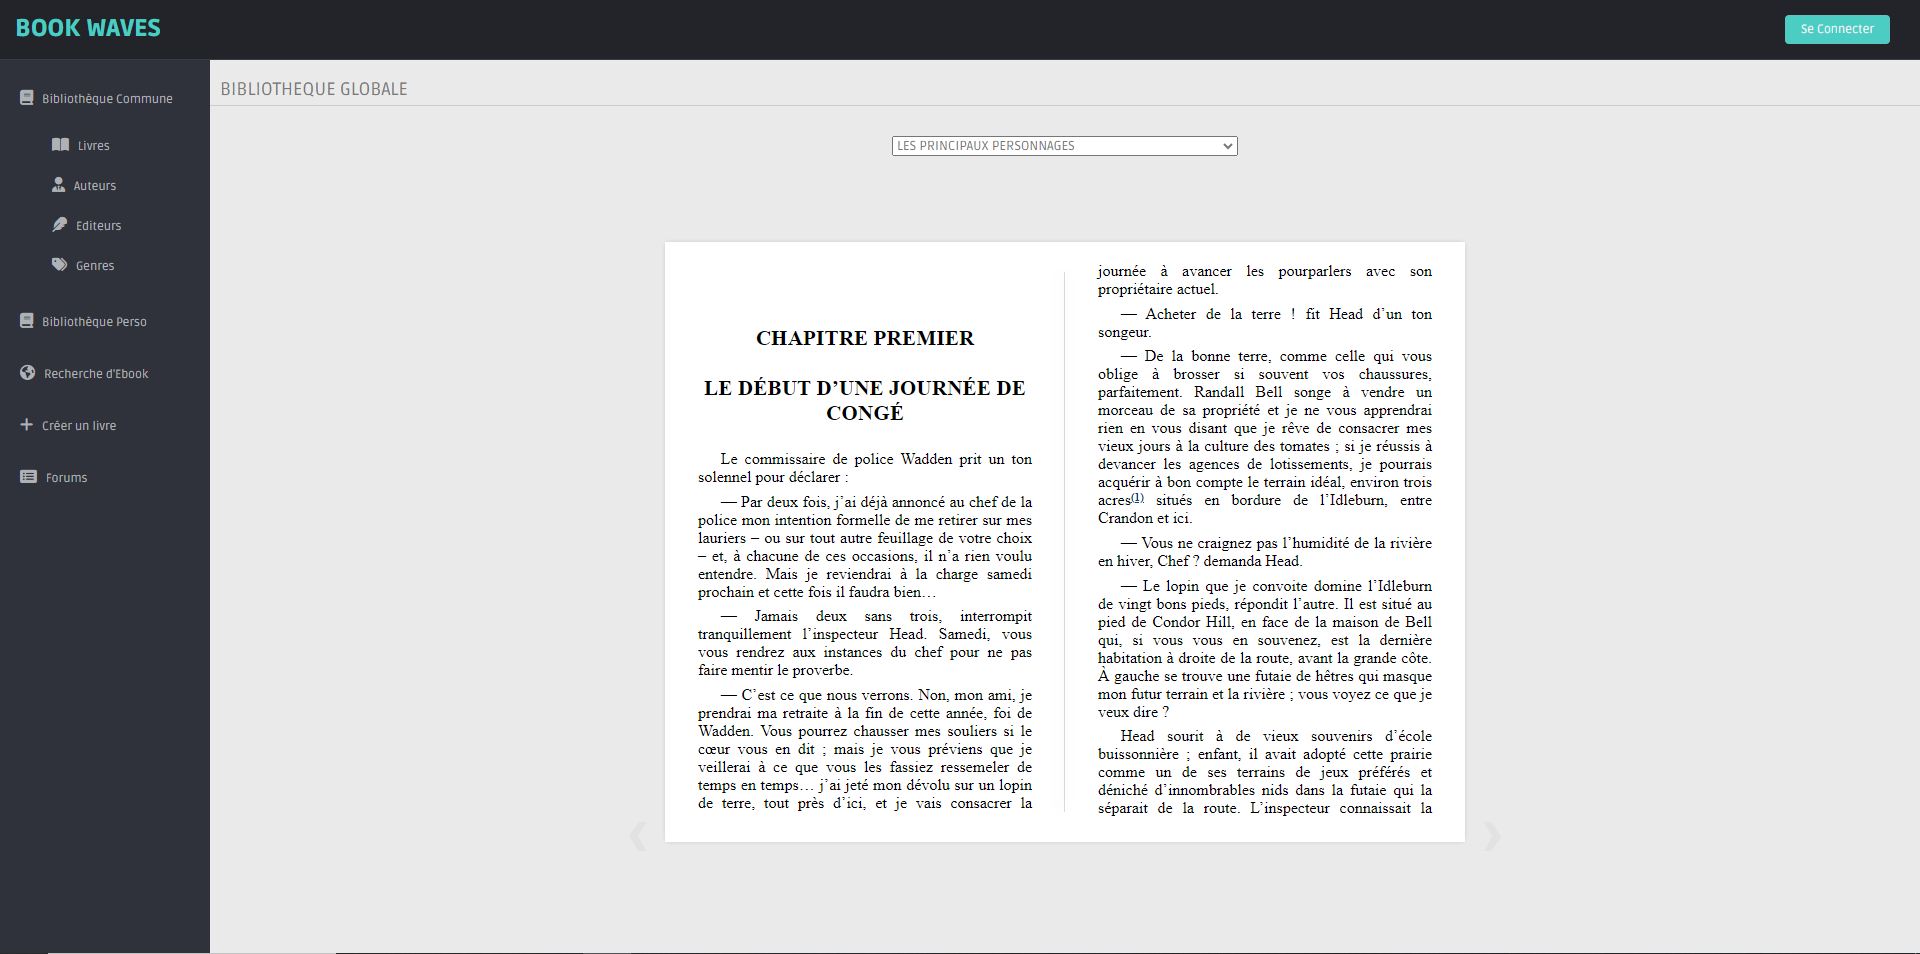 BOOK WAVES
Se Connecter
Bibliothèque Commune
Livres
Auteurs
Editeurs
Genres
Bibliothèque Perso
Recherche d'Ebook
Créer un livre
Forums
BIBLIOTHEQUE GLOBALE
LES PRINCIPAUX PERSONNAGES
CHAPITRE PREMIER
LE DÉBUT D’UNE JOURNÉE DE
CONGÉ
Le commissaire de police Wadden prit un ton
solennel pour déclarer :
— Par deux fois, j’ai déjà annoncé au chef de la
police mon intention formelle de me retirer sur mes
lauriers – ou sur tout autre feuillage de votre choix
– et, à chacune de ces occasions, il n’a rien voulu
entendre. Mais je reviendrai à la charge samedi
prochain et cette fois il faudra bien…
— Jamais deux sans trois, interrompit
tranquillement l’inspecteur Head. Samedi, vous
vous rendrez aux instances du chef pour ne pas
faire mentir le proverbe.
— C’est ce que nous verrons. Non, mon ami, je
prendrai ma retraite à la fin de cette année, foi de
Wadden. Vous pourrez chausser mes souliers si le
cœur vous en dit ; mais je vous préviens que je
veillerai à ce que vous les fassiez ressemeler de
temps en temps… j’ai jeté mon dévolu sur un lopin
de terre, tout près d’ici, et je vais consacrer la
journée à avancer les pourparlers avec son
propriétaire actuel.
— Acheter de la terre ! fit Head d’un ton
songeur.
— De la bonne terre, comme celle qui vous
oblige à brosser si souvent vos chaussures,
parfaitement. Randall Bell songe à vendre un
morceau de sa propriété et je ne vous apprendrai
rien en vous disant que je rêve de consacrer mes
vieux jours à la culture des tomates ; si je réussis à
devancer les agences de lotissements, je pourrais
acquérir à bon compte le terrain idéal, environ trois
acres(1) situés en bordure de l’Idleburn, entre
Crandon et ici.
— Vous ne craignez pas l’humidité de la rivière
en hiver, Chef ? demanda Head.
— Le lopin que je convoite domine l’Idleburn
de vingt bons pieds, répondit l’autre. Il est situé au
pied de Condor Hill, en face de la maison de Bell
qui, si vous vous en souvenez, est la dernière
habitation à droite de la route, avant la grande côte.
À gauche se trouve une futaie de hêtres qui masque
mon futur terrain et la rivière ; vous voyez ce que je
veux dire ?
Head sourit à de vieux souvenirs d’école
buissonnière ; enfant, il avait adopté cette prairie
comme un de ses terrains de jeux préférés et
déniché d’innombrables nids dans la futaie qui la
séparait de la route. L’inspecteur connaissait la